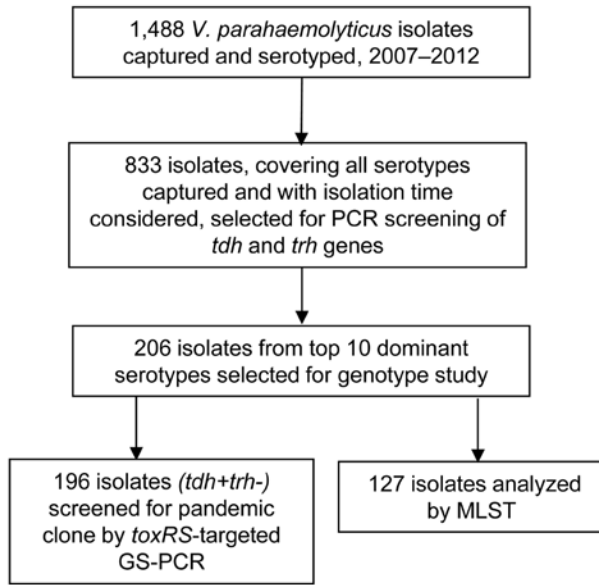 1,488 V. parahaemolyticus isolates
captured and serotyped, 2007–2012
833 isolates, covering all serotypes
captured and with isolation time
considered, selected for PCR screening of
tdh and trh genes
206 isolates from top 10 dominant
serotypes selected for genotype study
196 isolates (tdh+trh-)
screened for pandemic
clone by toxRS-targeted
GS-PCR
127 isolates analyzed
by MLST